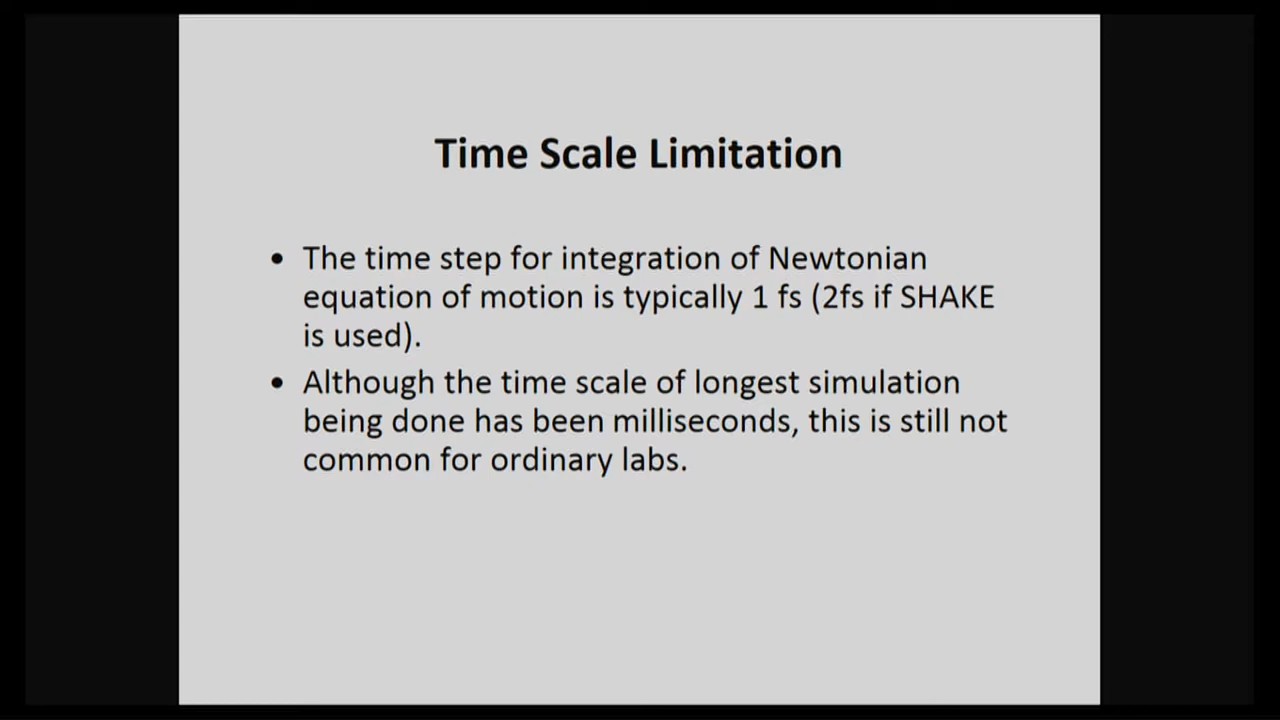 Time Scale Limitation
• The time step for integration of Newtonian
equation of motion is typically 1 fs (2fs if SHAKE
is used).
• Although the time scale of longest simulation
being done has been milliseconds, this is still not
common for ordinary labs.